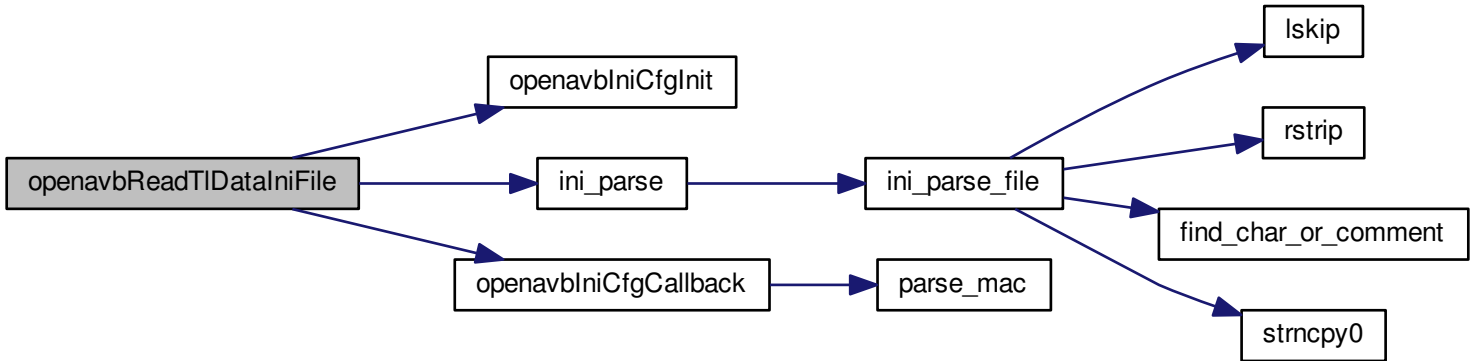 lskip
openavbIniCfgInit
rstrip
openavbReadTlDataIniFile
ini_parse
ini_parse_file
find_char_or_comment
openavbIniCfgCallback
parse_mac
strncpy0